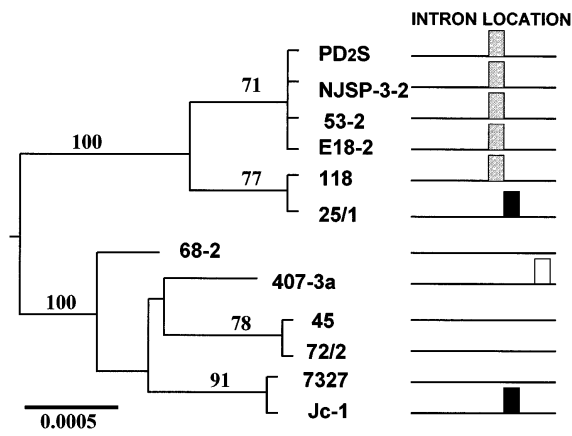 INTRON LOCATION
PD2S
71
NJSP-3-2
53-2
100
E18-2
77
118
25/1
68-2
407-3a
100
45
78
72/2
91
7327
Jc-1
0.0005